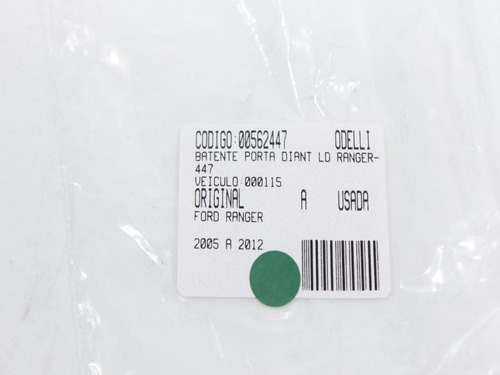 CODIGO:00562447 ODELLI
BATENTE PORTA DIANT LD RANGER-
447
VEICULO:000115
ORIGINAL A USADA
FORD RANGER
2005 A 2012